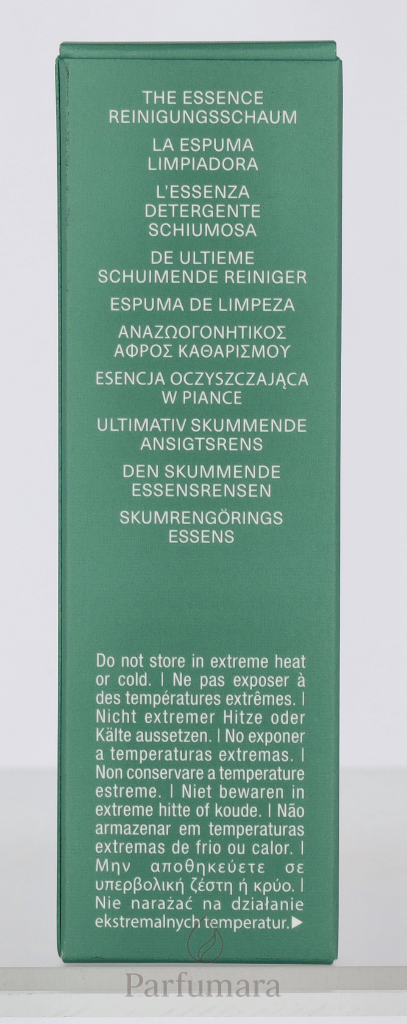 THE ESSENCE
REINIGUNGSSCHAUM
LA ESPUMA
LIMPIADORA
L'ESSENZA
DETERGENTE
SCHIUMOSA
DE ULTIEME
SCHUIMENDE REINIGER
ESPUMA DE LIMPEZA
ΑΝΑΖΩΟΓΟΝΗΤΙΚΟΣ
ΑΦΡΟΣ ΚΑΘΑΡΙΣΜΟΥ
ESENCJA OCZYSZCZAJĄCA
W PIANCE
ULTIMATIV SKUMMENDE
ANSIGTSRENS
DEN SKUMMENDE
ESSENSRENSEN
SKUMRENGÖRINGS
ESSENS
Do not store in extreme heat
or cold. | Ne pas exposer à
des températures extrêmes. |
Nicht extremer Hitze oder
Kälte aussetzen. | No exponer
a temperaturas extremas. |
Non conservare a temperature
estreme. | Niet bewaren in
extreme hitte of koude. | Não
armazenar em temperaturas
extremas de frio ou calor. |
Μην αποθηκεύετε σε
υπερβολική ζέστη ή κρύο. |
Nie narażać na działanie
ekstremalnych temperatur.▶
Parfumara